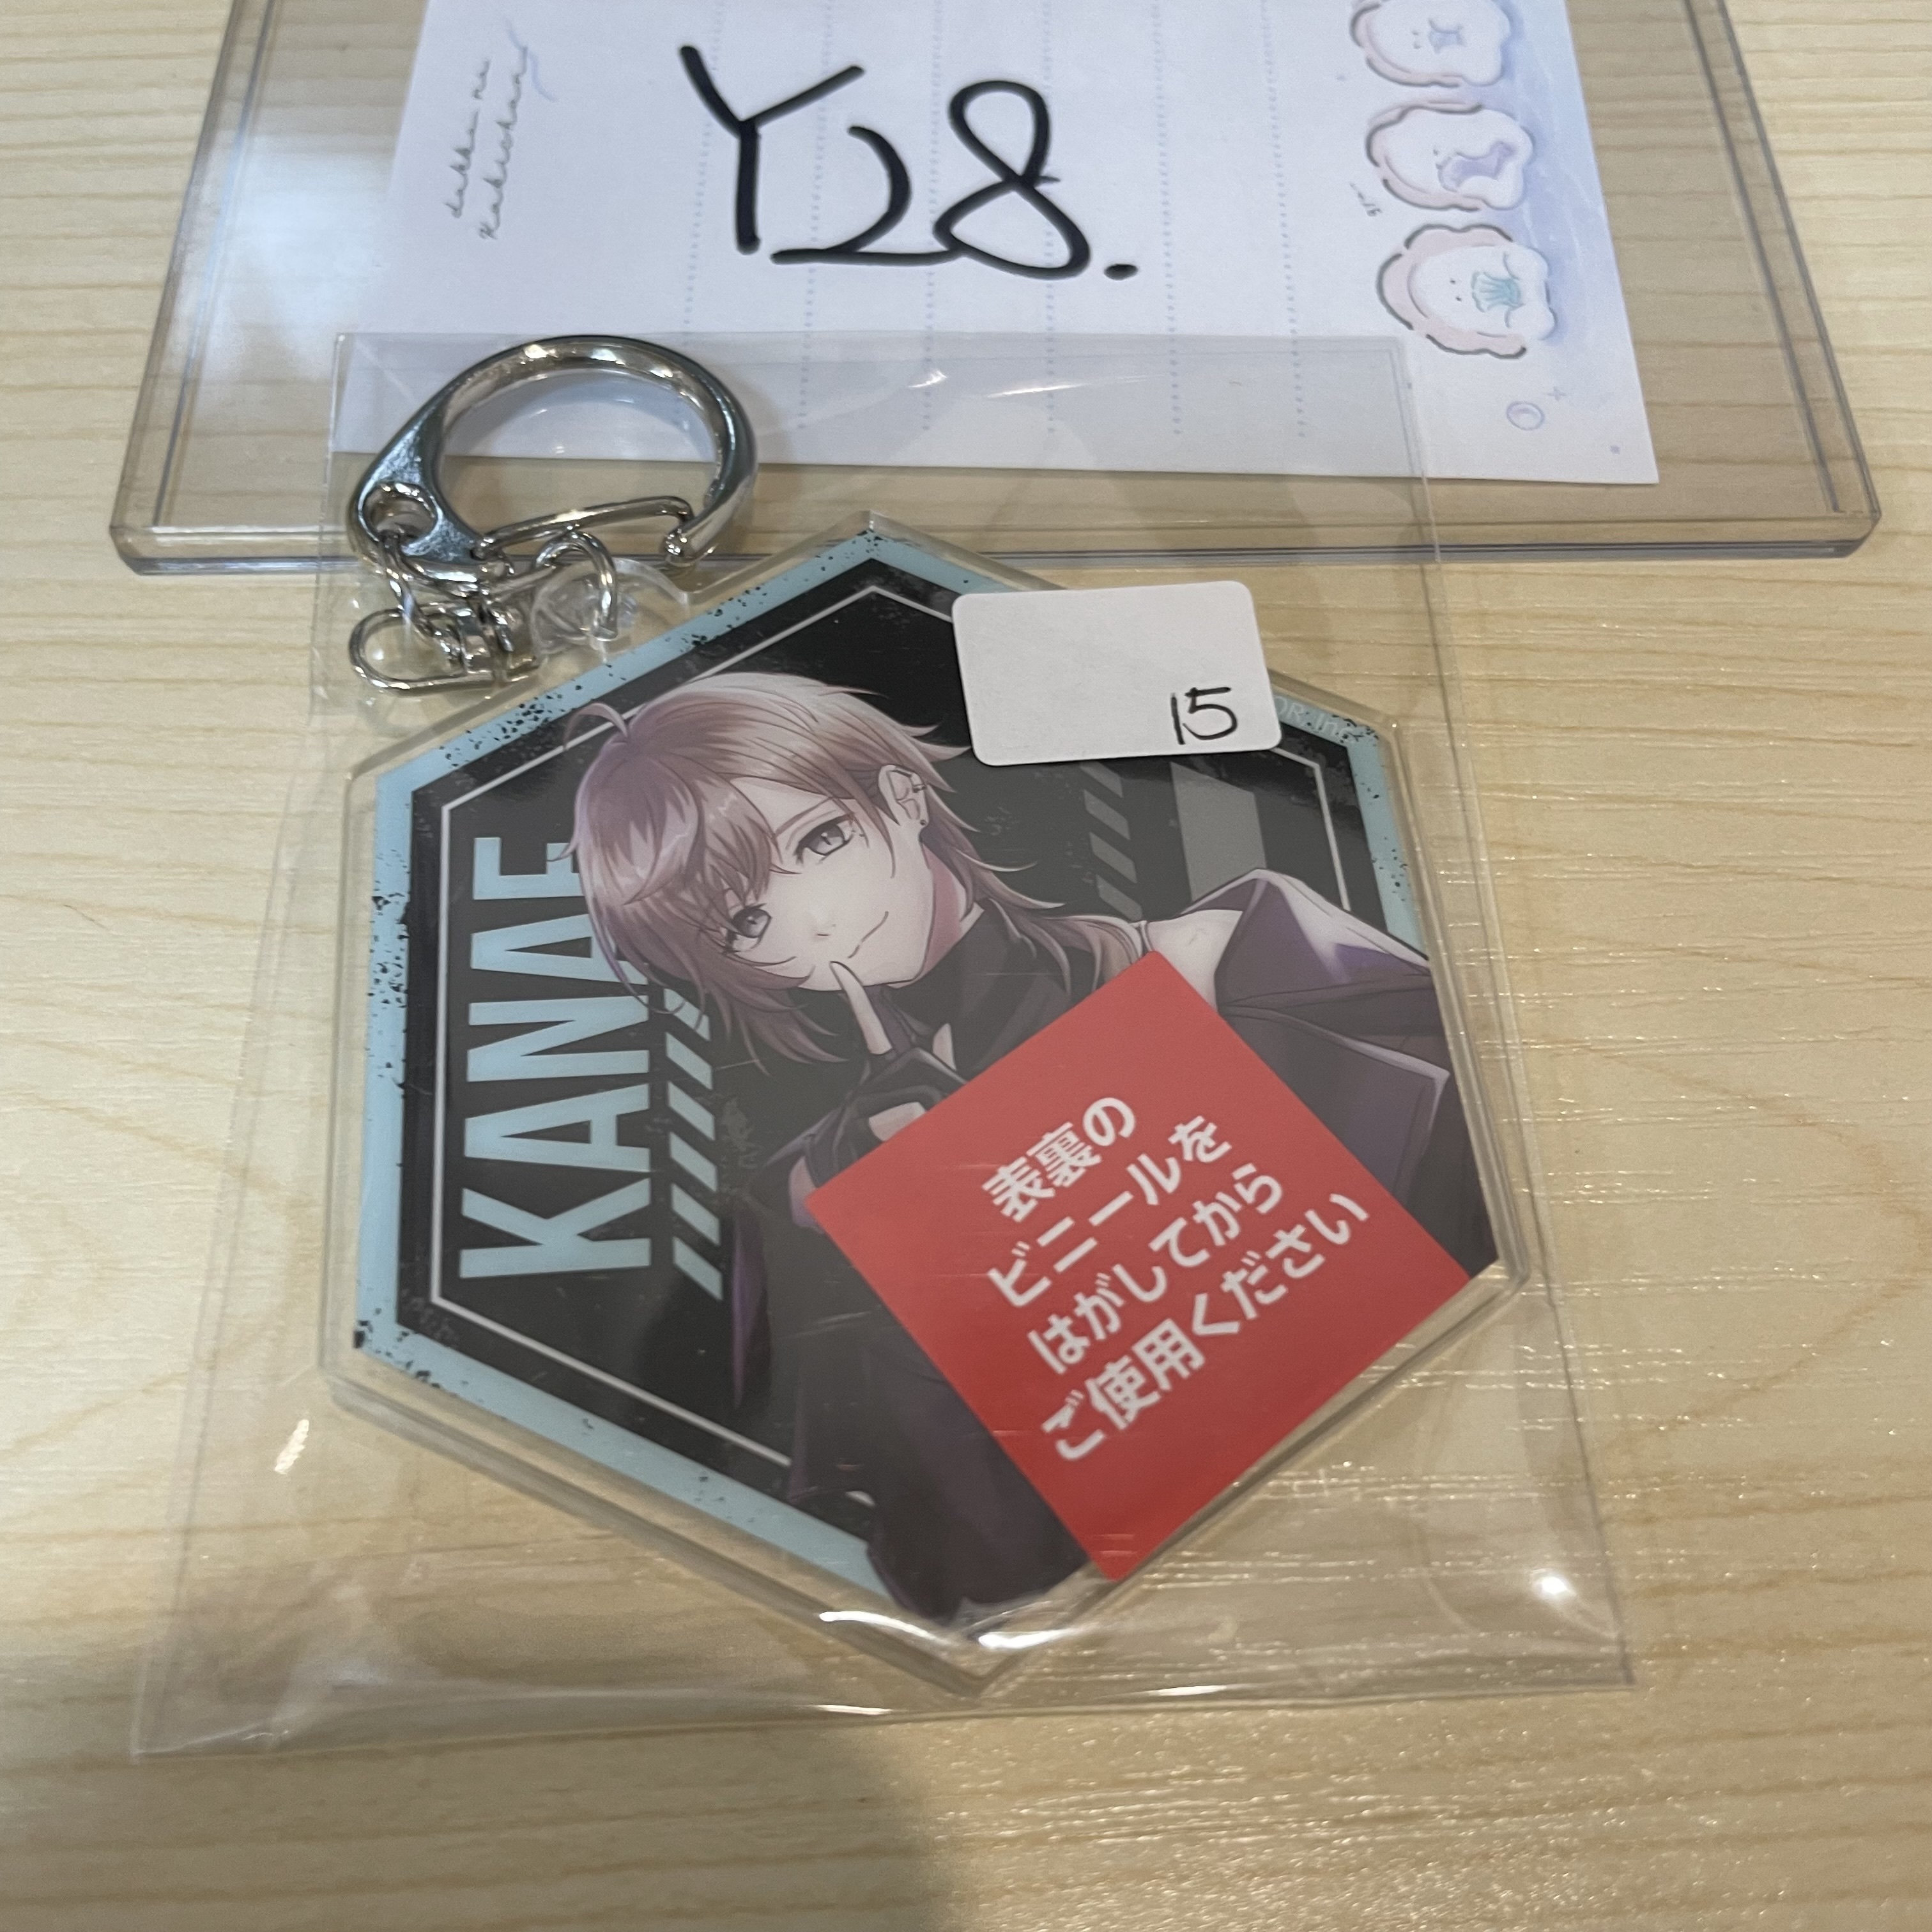 Y28.
15
KANAE
表裏の
ビニールを
はがしてから
ご使用ください